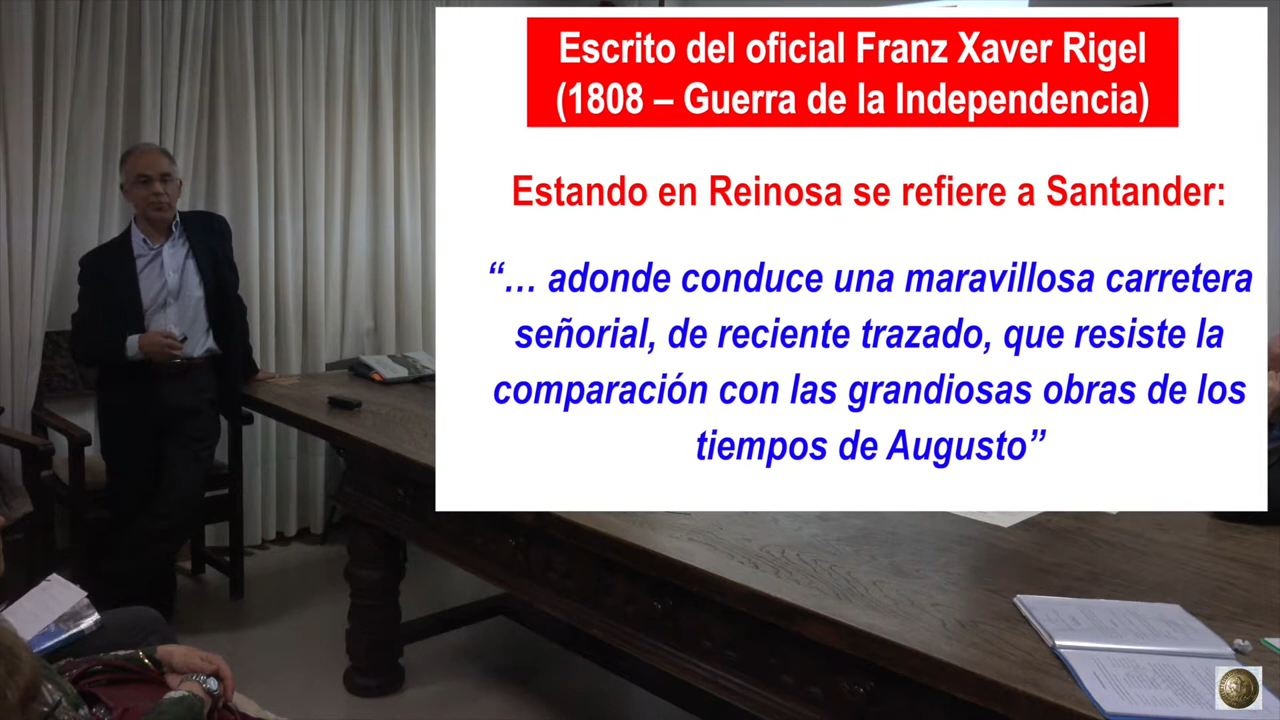 Escrito del oficial Franz Xaver Rigel
(1808 – Guerra de la Independencia)
Estando en Reinosa se refiere a Santander:
“… adonde conduce una maravillosa carretera
señorial, de reciente trazado, que resiste la
comparación con las grandiosas obras de los
tiempos de Augusto”